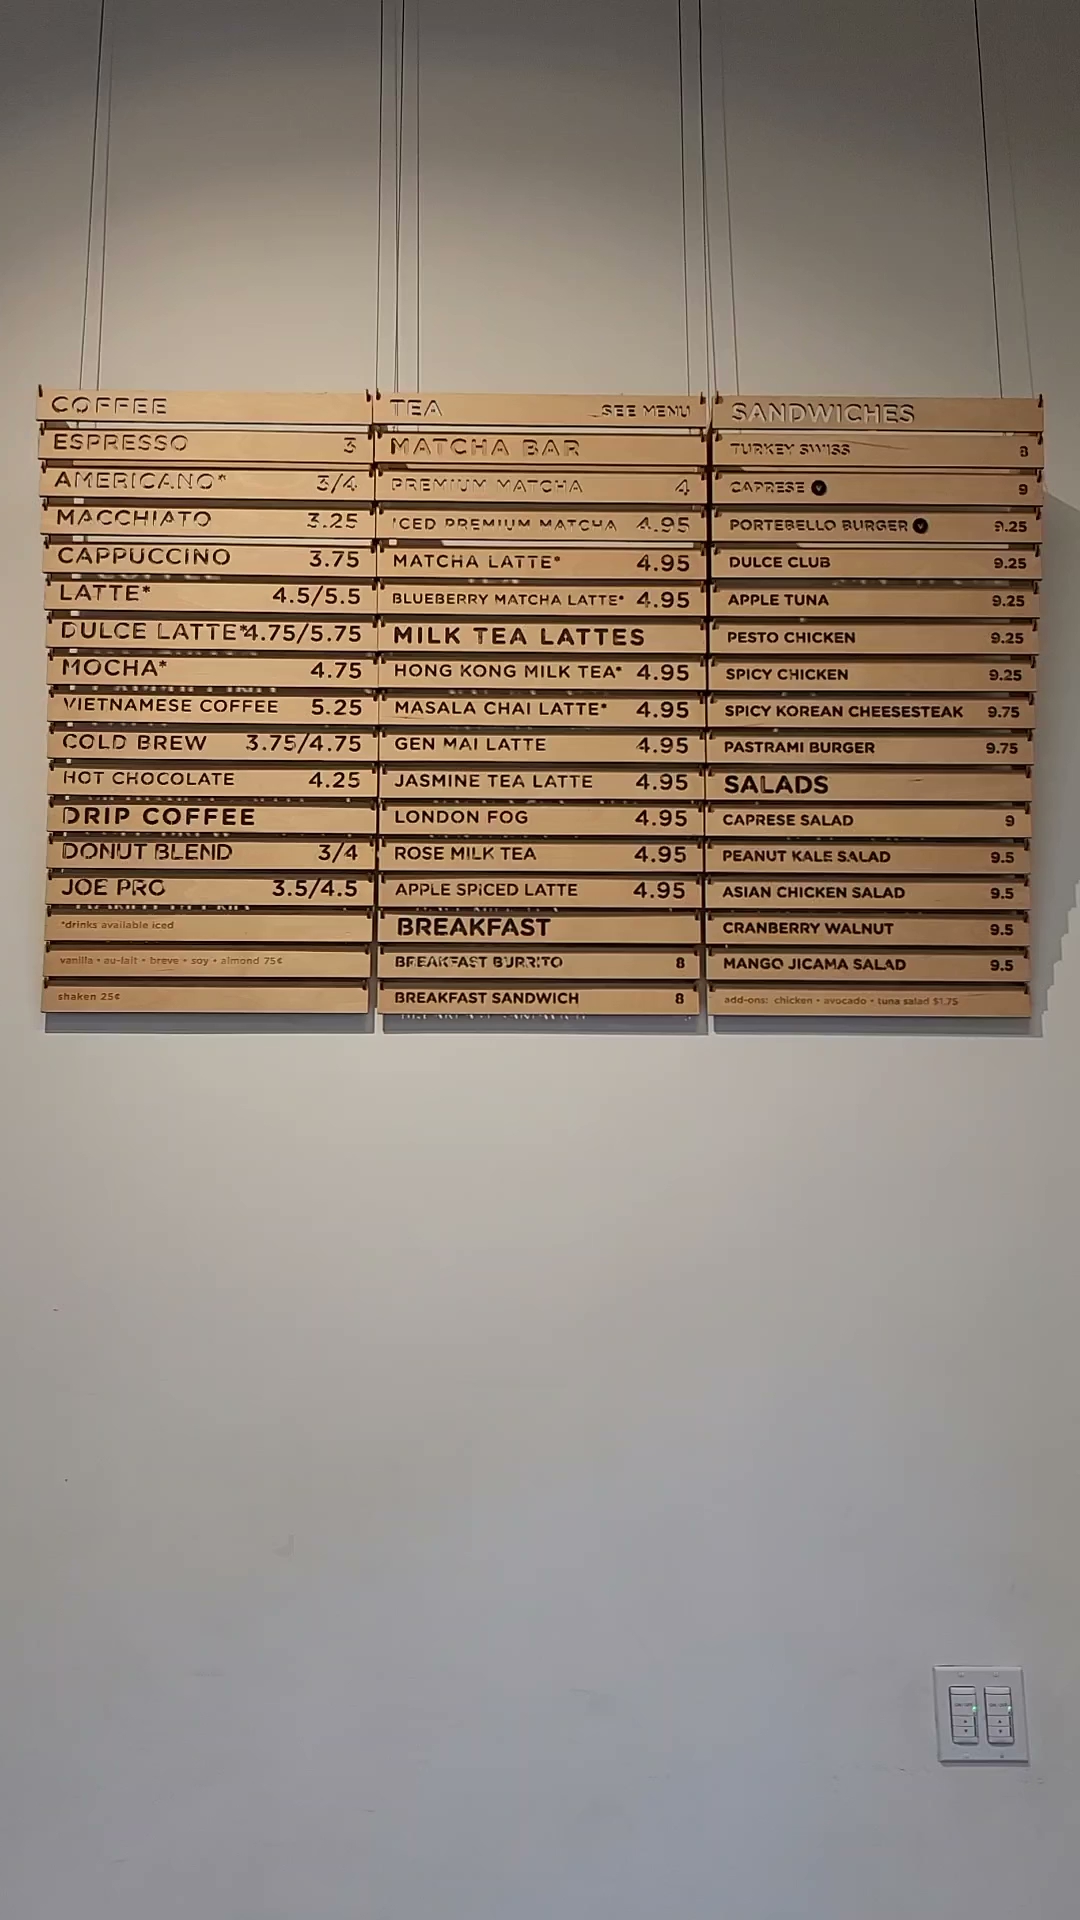 COFFEE
ESPRESSO 3
AMERICANO* 3/4
MACCHIATO 3.25
CAPPUCCINO 3.75
LATTE* 4.5/5.5
DULCE LATTE* 4.75/5.75
MOCHA* 4.75
VIETNAMESE COFFEE 5.25
COLD BREW 3.75/4.75
HOT CHOCOLATE 4.25
DRIP COFFEE
DONUT BLEND 3/4
JOE PRO 3.5/4.5
*drinks available iced
vanilla • au-lait • breve • soy • almond 75¢
shaken 25¢
TEA SEE MENU
MATCHA BAR
PREMIUM MATCHA 4
ICED PREMIUM MATCHA 4.95
MATCHA LATTE* 4.95
BLUEBERRY MATCHA LATTE* 4.95
MILK TEA LATTES
HONG KONG MILK TEA* 4.95
MASALA CHAI LATTE* 4.95
GEN MAI LATTE 4.95
JASMINE TEA LATTE 4.95
LONDON FOG 4.95
ROSE MILK TEA 4.95
APPLE SPICED LATTE 4.95
BREAKFAST
BREAKFAST BURRITO 8
BREAKFAST SANDWICH 8
SANDWICHES
TURKEY SWISS 8
CAPRESE V 9
PORTEBELLO BURGER V 9.25
DULCE CLUB 9.25
APPLE TUNA 9.25
PESTO CHICKEN 9.25
SPICY CHICKEN 9.25
SPICY KOREAN CHEESESTEAK 9.75
PASTRAMI BURGER 9.75
SALADS
CAPRESE SALAD 9
PEANUT KALE SALAD 9.5
ASIAN CHICKEN SALAD 9.5
CRANBERRY WALNUT 9.5
MANGO JICAMA SALAD 9.5
add-ons: chicken • avocado • tuna salad $1.75